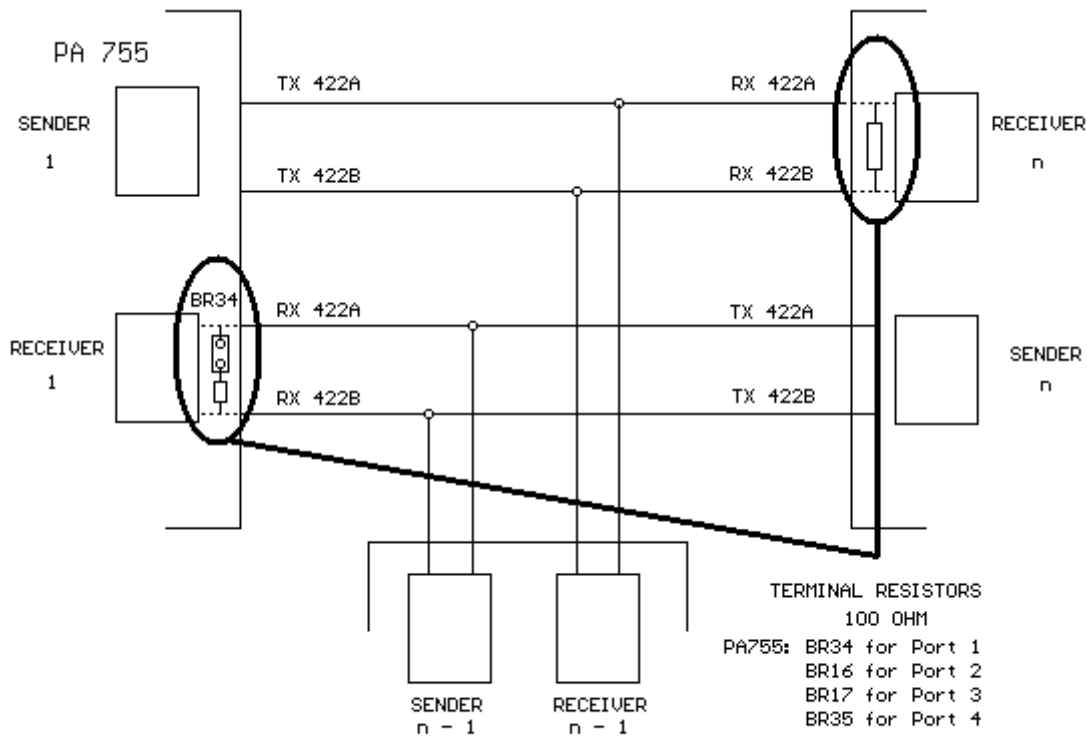 PA 755
SENDER
1
TX 422A
RX 422A
RECEIVER
n
TX 422B
RX 422B
BR34
RX 422A
TX 422A
RECEIVER
1
SENDER
n
RX 422B
TX 422B
SENDER
n - 1
RECEIVER
n - 1
TERMINAL RESISTORS
100 OHM
PA755: BR34 for Port 1
BR16 for Port 2
BR17 for Port 3
BR35 for Port 4